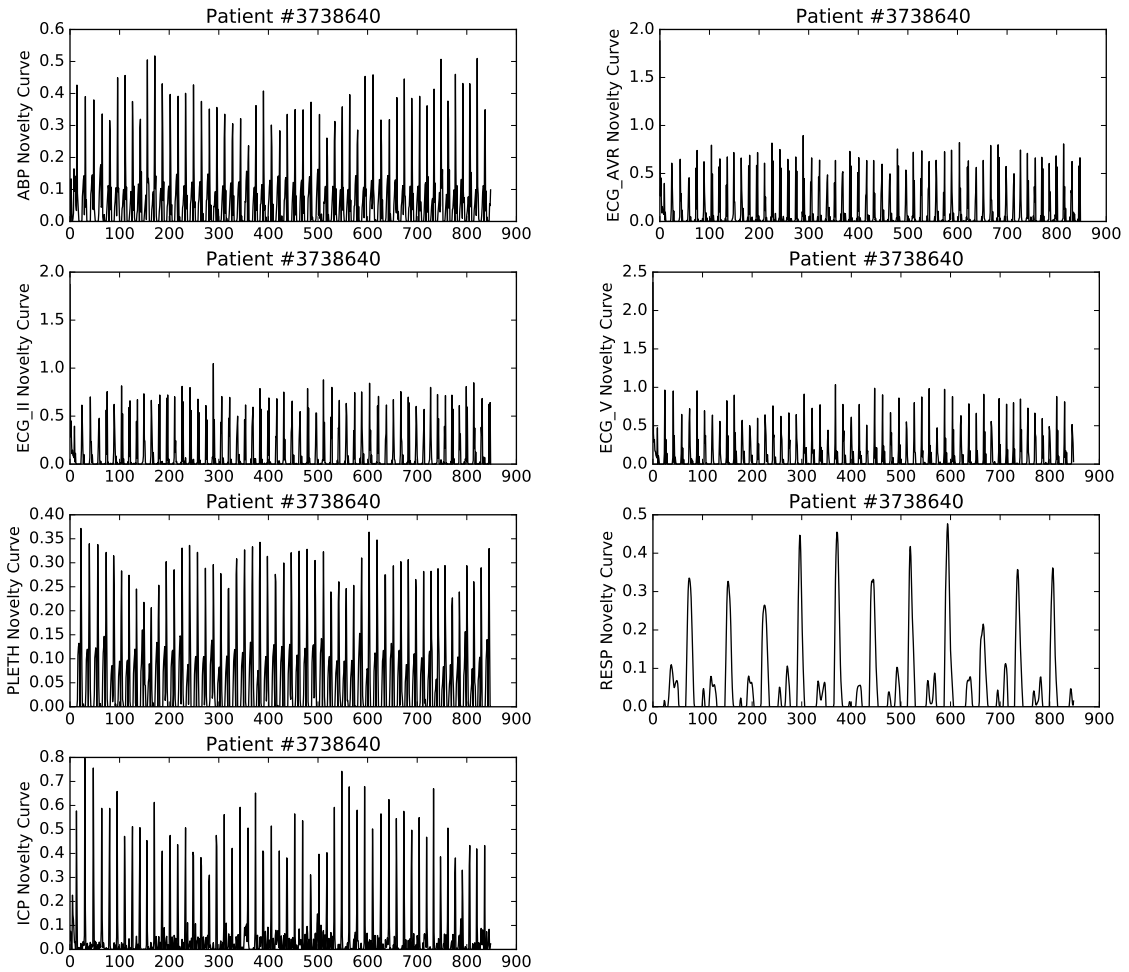 Patient #3738640
0.6
0.5
0.4
0.3
0.2
0.1
0.0
ABP Novelty Curve
0 100 200 300 400 500 600 700 800 900
Patient #3738640
2.0
1.5
1.0
0.5
0.0
ECG_AVR Novelty Curve
0 100 200 300 400 500 600 700 800 900
Patient #3738640
2.0
1.5
1.0
0.5
0.0
ECG_II Novelty Curve
0 100 200 300 400 500 600 700 800 900
Patient #3738640
2.5
2.0
1.5
1.0
0.5
0.0
ECG_V Novelty Curve
0 100 200 300 400 500 600 700 800 900
Patient #3738640
0.40
0.35
0.30
0.25
0.20
0.15
0.10
0.05
0.00
PLETH Novelty Curve
0 100 200 300 400 500 600 700 800 900
Patient #3738640
0.5
0.4
0.3
0.2
0.1
0.0
RESP Novelty Curve
0 100 200 300 400 500 600 700 800 900
Patient #3738640
0.8
0.7
0.6
0.5
0.4
0.3
0.2
0.1
0.0
ICP Novelty Curve
0 100 200 300 400 500 600 700 800 900